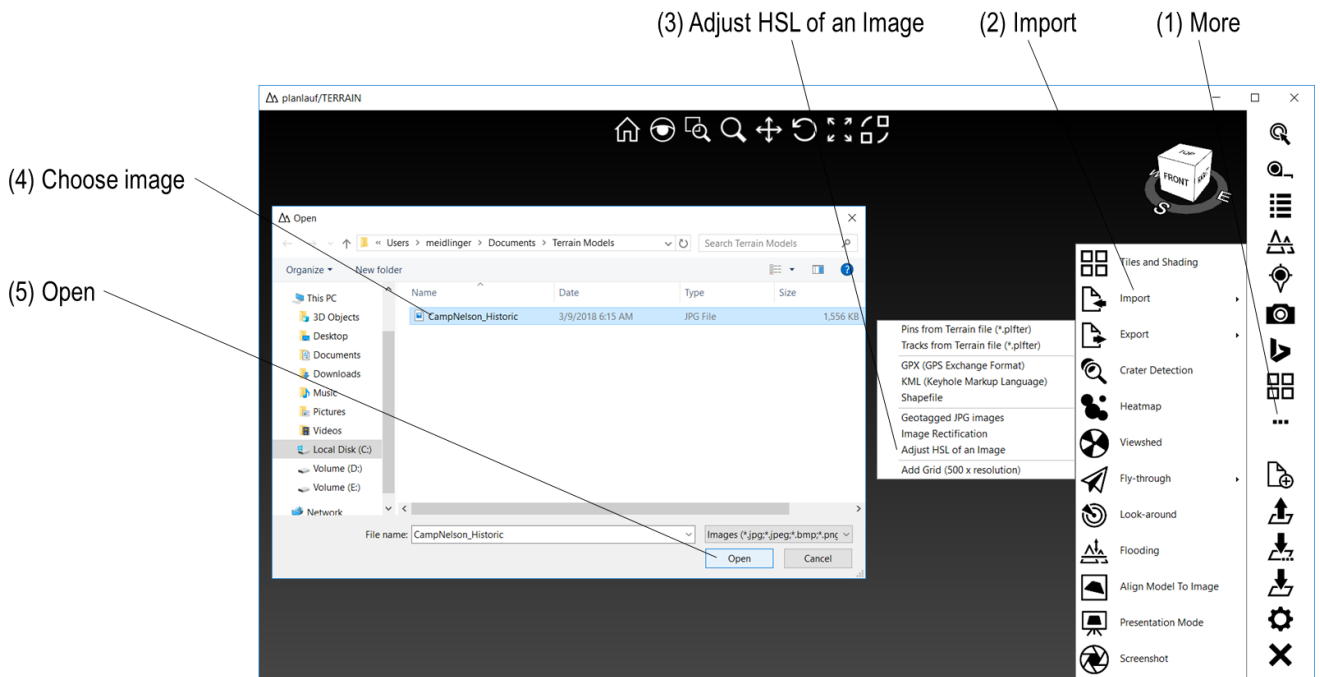 (3) Adjust HSL of an Image
(2) Import
(1) More
planlauf/TERRAIN
(4) Choose image
(5) Open
TOP
FRONT
W
S
E
Open
« Users > meidlinger > Documents > Terrain Models
Search Terrain Models
Organize
New folder
Name
Date
Type
Size
CampNelson_Historic
3/9/2018 6:15 AM
JPG File
1,556 KB
This PC
3D Objects
Desktop
Documents
Downloads
Music
Pictures
Videos
Local Disk (C:)
Volume (D:)
Volume (E:)
Network
File name:
CampNelson_Historic
Images (*.jpg;*.jpeg;*.bmp;*.png
Open
Cancel
Pins from Terrain file (*.plfter)
Tracks from Terrain file (*.plfter)
GPX (GPS Exchange Format)
KML (Keyhole Markup Language)
Shapefile
Geotagged JPG images
Image Rectification
Adjust HSL of an Image
Add Grid (500 x resolution)
Tiles and Shading
Import
Export
Crater Detection
Heatmap
Viewshed
Fly-through
Look-around
Flooding
Align Model To Image
Presentation Mode
Screenshot